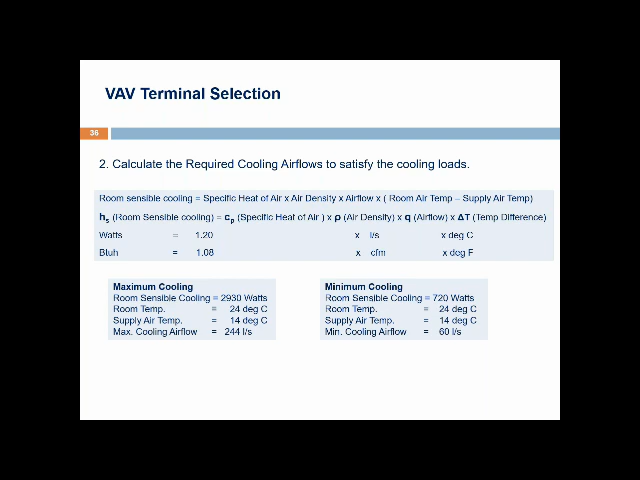 VAV Terminal Selection
36
2. Calculate the Required Cooling Airflows to satisfy the cooling loads.
Room sensible cooling = Specific Heat of Air x Air Density x Airflow x ( Room Air Temp – Supply Air Temp)
hs (Room Sensible cooling) = cp (Specific Heat of Air ) x ρ (Air Density) x q (Airflow) x ΔT (Temp Difference)
Watts = 1.20 x l/s x deg C
Btuh = 1.08 x cfm x deg F
Maximum Cooling
Room Sensible Cooling = 2930 Watts
Room Temp. = 24 deg C
Supply Air Temp. = 14 deg C
Max. Cooling Airflow = 244 l/s
Minimum Cooling
Room Sensible Cooling = 720 Watts
Room Temp. = 24 deg C
Supply Air Temp. = 14 deg C
Min. Cooling Airflow = 60 l/s